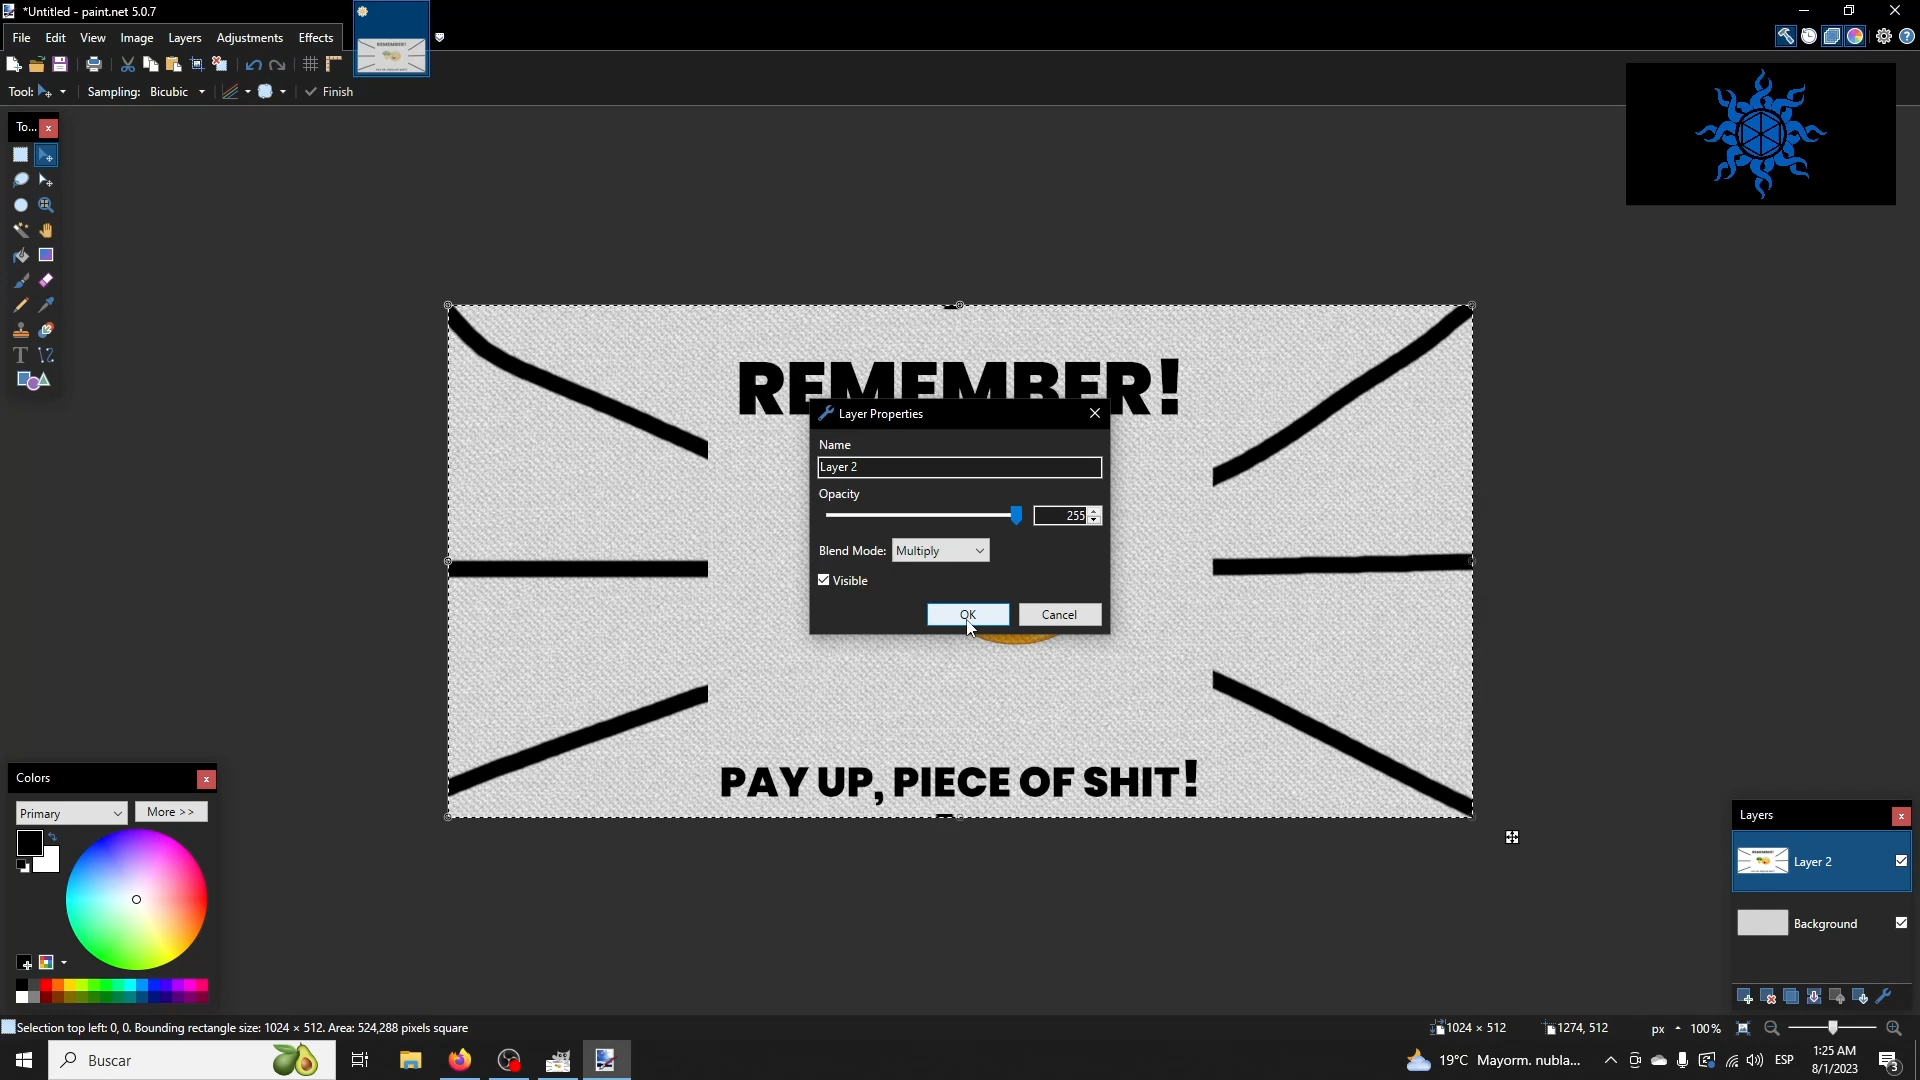 *Untitled - paint.net 5.0.7
File Edit View Image Layers Adjustments Effects
Tool: Sampling: Bicubic Finish
To...
REMEMBER!
Layer Properties
Name
Layer 2
Opacity
255
Blend Mode: Multiply
Visible
OK Cancel
PAY UP, PIECE OF SHIT!
Colors
Primary More >>
Layers
Layer 2
Background
Selection top left: 0, 0. Bounding rectangle size: 1024 × 512. Area: 524,288 pixels square
1024 × 512 1274, 512 px 100%
Buscar
19°C Mayorm. nubla... ESP
1:25 AM
8/1/2023
3